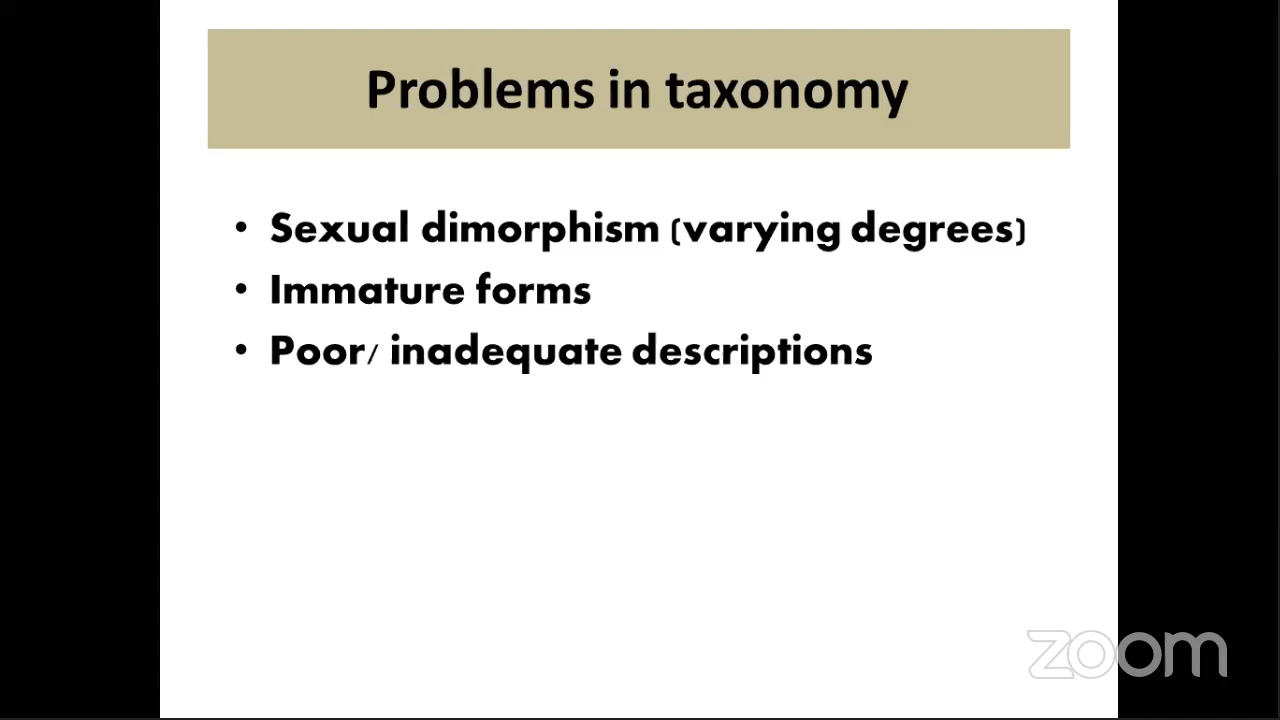 Problems in taxonomy
• Sexual dimorphism (varying degrees)
• Immature forms
• Poor/ inadequate descriptions
zoom